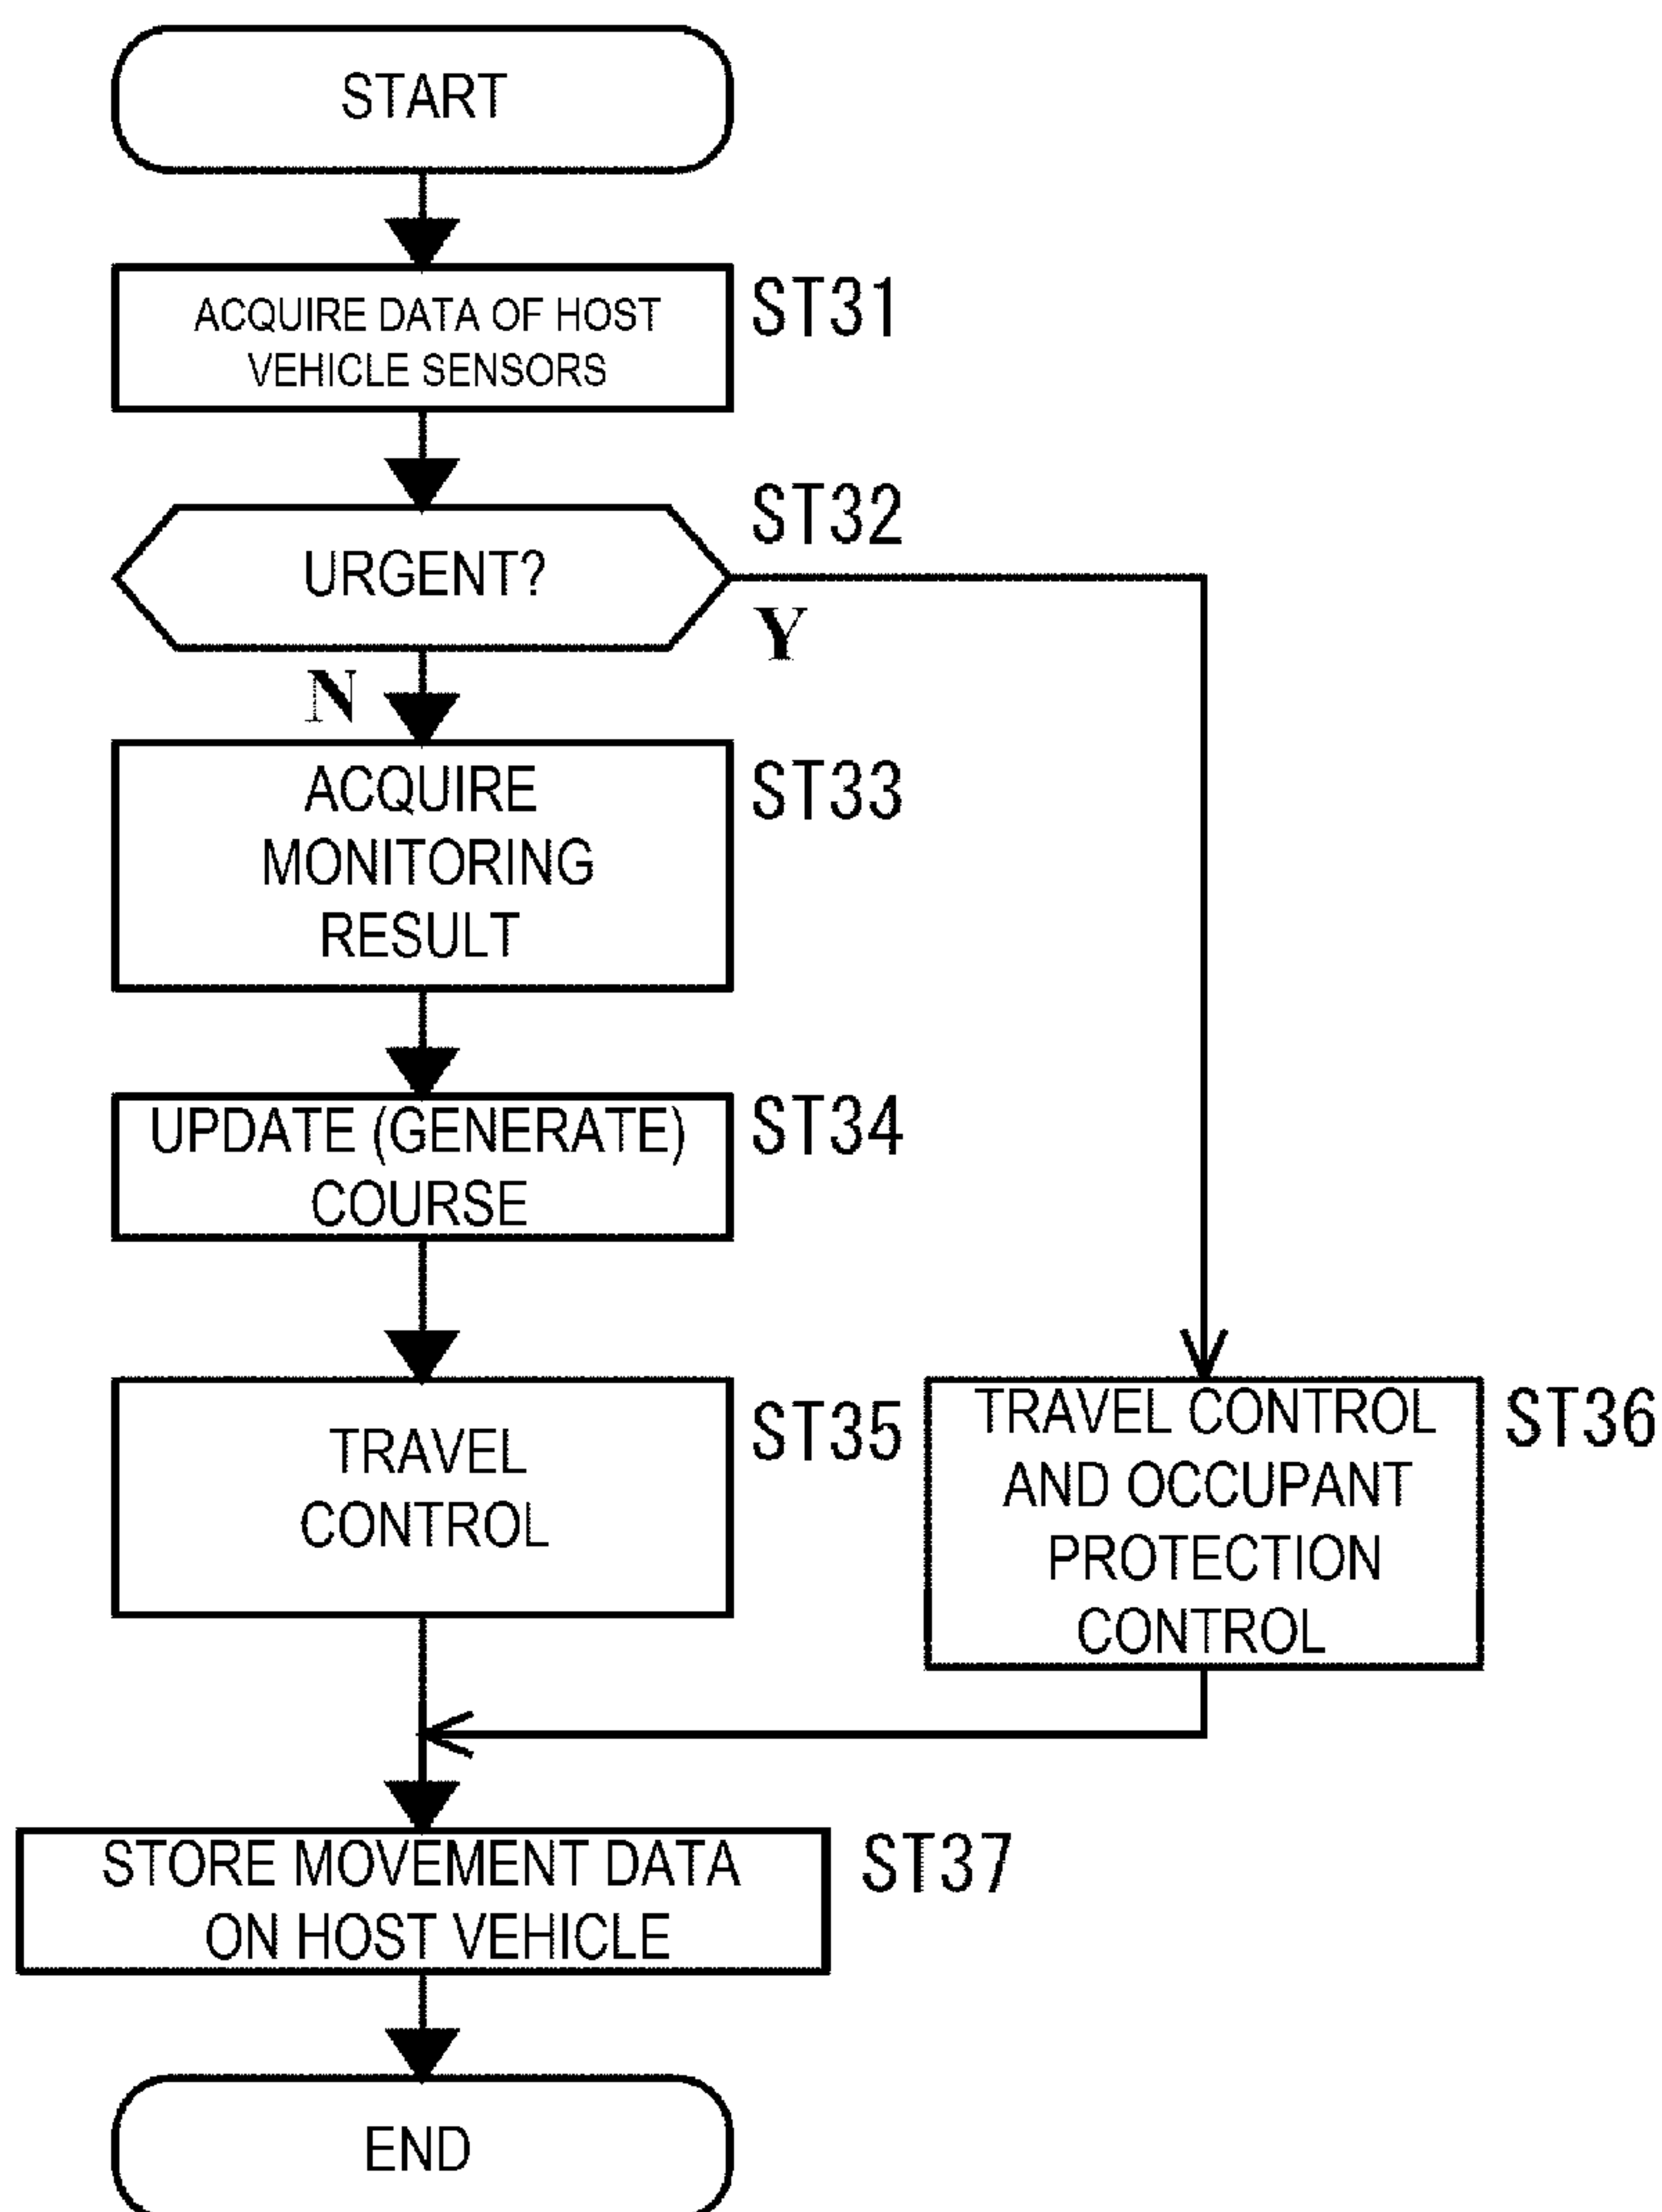 START
ACQUIRE DATA OF HOST
VEHICLE SENSORS
ST31
URGENT?
ST32
Y
N
ACQUIRE
MONITORING
RESULT
ST33
UPDATE (GENERATE)
COURSE
ST34
TRAVEL
CONTROL
ST35
TRAVEL CONTROL
AND OCCUPANT
PROTECTION
CONTROL
ST36
STORE MOVEMENT DATA
ON HOST VEHICLE
ST37
END